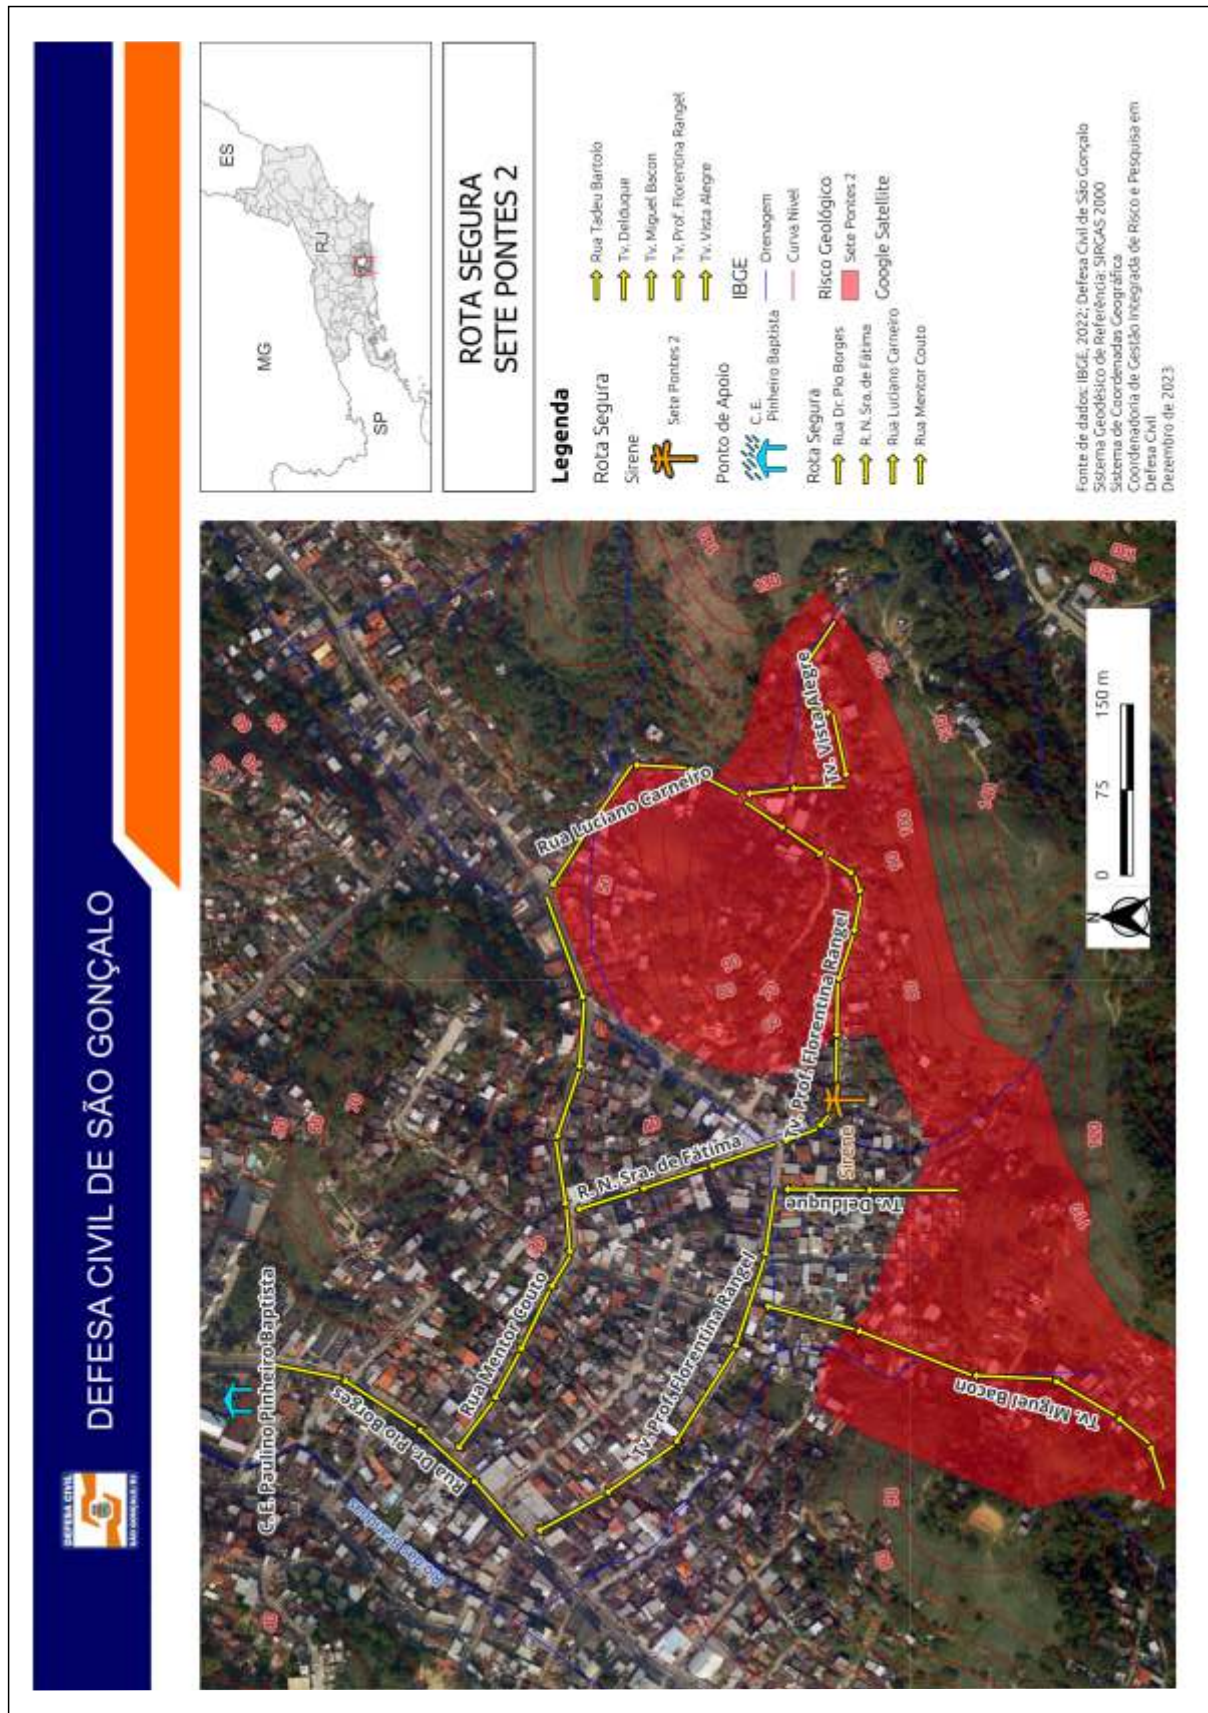 DEFESA CIVIL DE SÃO GONÇALO
DEFESA CIVIL
SÃO GONÇALO/RJ
MG
ES
RJ
SP
ROTA SEGURA
SETE PONTES 2
Legenda
Rota Segura
Sirene
Sete Pontes 2
Ponto de Apoio
C. E.
Pinheiro Baptista
Rota Segura
Rua Dr. Pio Borges
R. N. Sra. de Fátima
Rua Luciano Carneiro
Rua Mentor Couto
Rua Tadeu Bartolo
Tv. Delduque
Tv. Miguel Bacon
Tv. Prof. Florentina Rangel
Tv. Vista Alegre
IBGE
Drenagem
Curva Nível
Risco Geológico
Sete Pontes 2
Google Satellite
Fonte de dados: IBGE, 2022; Defesa Civil de São Gonçalo
Sistema Geodésico de Referência: SIRGAS 2000
Sistema de Coordenadas Geográfica
Coordenadoria de Gestão Integrada de Risco e Pesquisa em
Defesa Civil
Dezembro de 2023
C. E. Paulino Pinheiro Baptista
Rua Dr. Pio Borges
Rua Mentor Couto
R. N. Sra. de Fátima
Rua Luciano Carneiro
Tv. Vista Alegre
Tv. Prof. Florentina Rangel
Tv. Prof. Florentina Rangel
Sirene
Tv. Delduque
Tv. Miguel Bacon
N
0 75 150 m